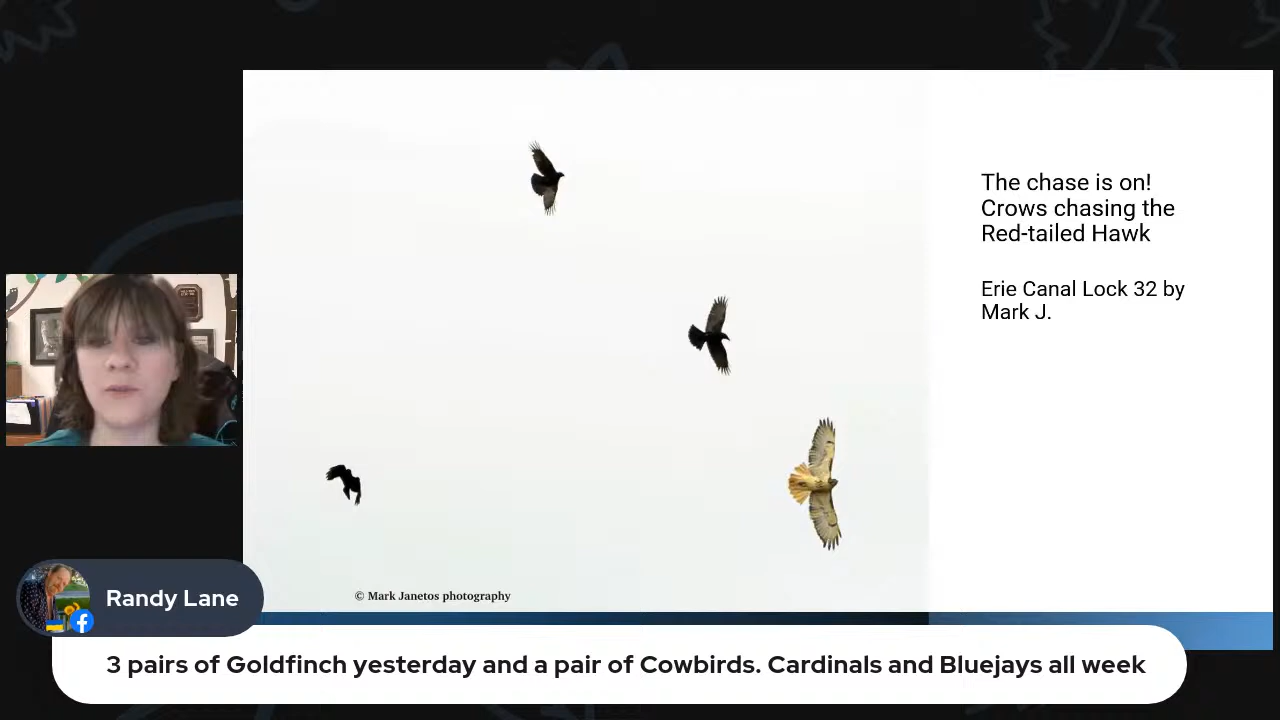 The chase is on!
Crows chasing the
Red-tailed Hawk
Erie Canal Lock 32 by
Mark J.
© Mark Janetos photography
Randy Lane
3 pairs of Goldfinch yesterday and a pair of Cowbirds. Cardinals and Bluejays all week